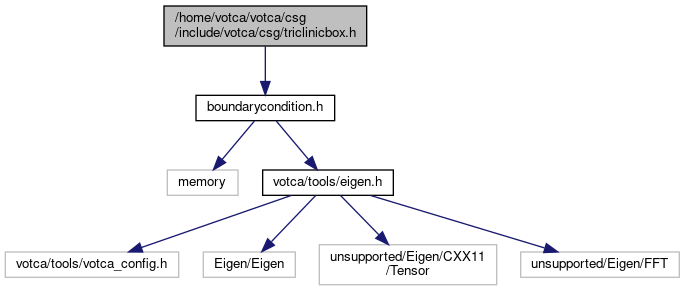 /home/votca/votca/csg
/include/votca/csg/triclinicbox.h
boundarycondition.h
memory
votca/tools/eigen.h
votca/tools/votca_config.h
Eigen/Eigen
unsupported/Eigen/CXX11
/Tensor
unsupported/Eigen/FFT